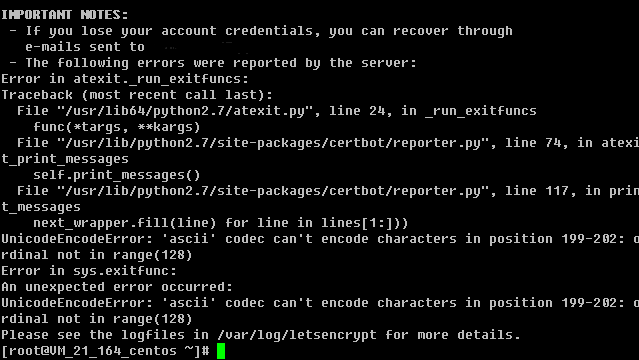 IMPORTANT NOTES:
- If you lose your account credentials, you can recover through
e-mails sent to
- The following errors were reported by the server:
Error in atexit._run_exitfuncs:
Traceback (most recent call last):
File "/usr/lib64/python2.7/atexit.py", line 24, in _run_exitfuncs
func(*targs, **kargs)
File "/usr/lib/python2.7/site-packages/certbot/reporter.py", line 74, in atexi
t_print_messages
self.print_messages()
File "/usr/lib/python2.7/site-packages/certbot/reporter.py", line 117, in prin
t_messages
next_wrapper.fill(line) for line in lines[1:]))
UnicodeEncodeError: 'ascii' codec can't encode characters in position 199-202: o
rdinal not in range(128)
Error in sys.exitfunc:
An unexpected error occurred:
UnicodeEncodeError: 'ascii' codec can't encode characters in position 199-202: o
rdinal not in range(128)
Please see the logfiles in /var/log/letsencrypt for more details.
[root@VM_21_164_centos ~]#